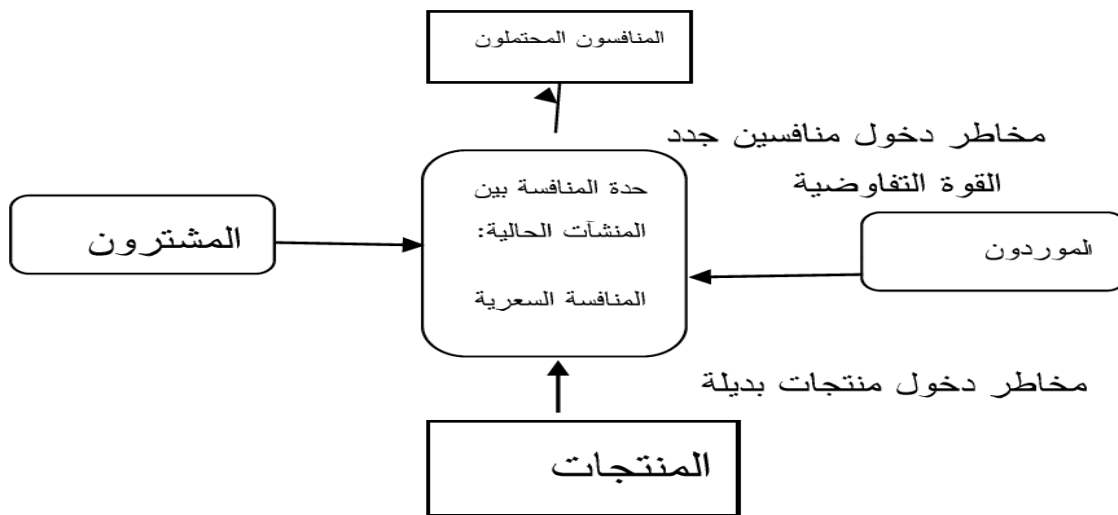 المنافسون المحتملون
مخاطر دخول منافسين جدد
القوة التفاوضية
حدة المنافسة بين
المنشآت الحالية:
المنافسة السعرية
الموردون
المشترون
مخاطر دخول منتجات بديلة
المنتجات